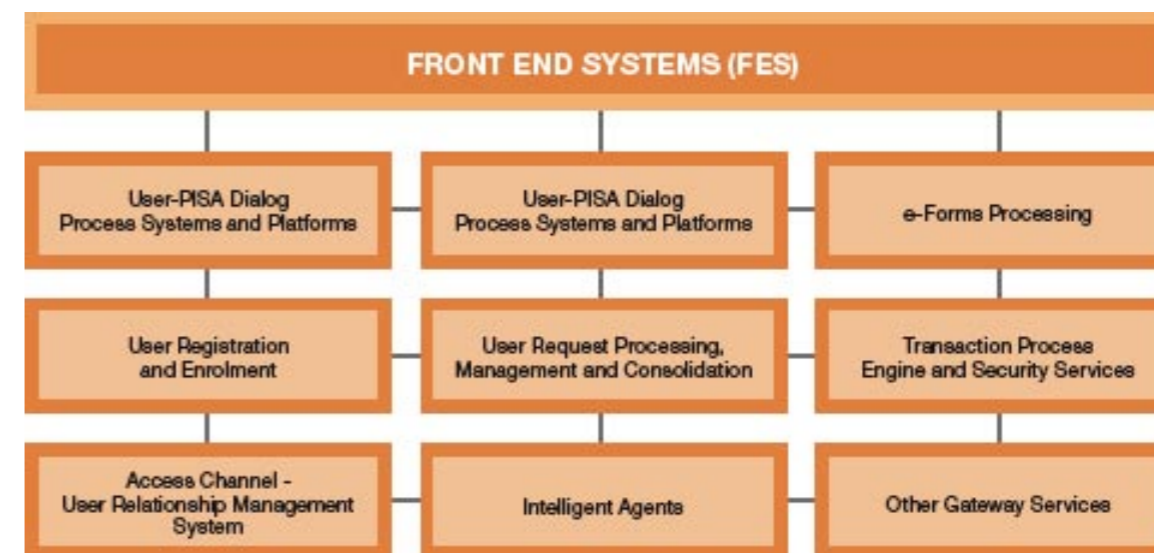 FRONT END SYSTEMS (FES)
User-PISA Dialog
Process Systems and Platforms
User-PISA Dialog
Process Systems and Platforms
e-Forms Processing
User Registration
and Enrolment
User Request Processing,
Management and Consolidation
Transaction Process
Engine and Security Services
Access Channel -
User Relationship Management
System
Intelligent Agents
Other Gateway Services